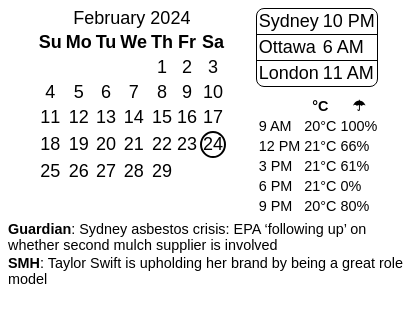 February 2024
Su Mo Tu We Th Fr Sa
1 2 3
4 5 6 7 8 9 10
11 12 13 14 15 16 17
18 19 20 21 22 23 24
25 26 27 28 29
Sydney 10 PM
Ottawa 6 AM
London 11 AM
°C ☂
9 AM 20°C 100%
12 PM 21°C 66%
3 PM 21°C 61%
6 PM 21°C 0%
9 PM 20°C 80%
Guardian: Sydney asbestos crisis: EPA ‘following up’ on
whether second mulch supplier is involved
SMH: Taylor Swift is upholding her brand by being a great role
model